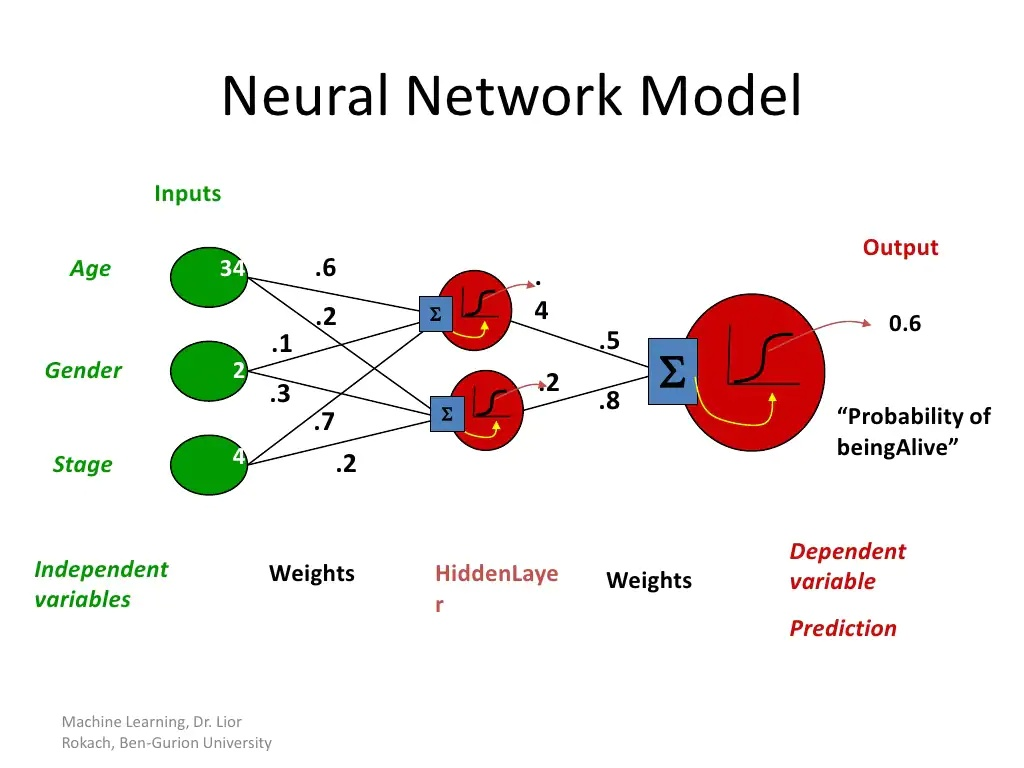 Neural Network Model
Inputs
Output
Age
34
.6
.2
.1
Gender
2
.3
.7
Stage
4
.2
Σ
.
4
Σ
.2
.5
.8
Σ
0.6
“Probability of
beingAlive”
Independent
variables
Weights
HiddenLaye
r
Weights
Dependent
variable
Prediction
Machine Learning, Dr. Lior
Rokach, Ben-Gurion University